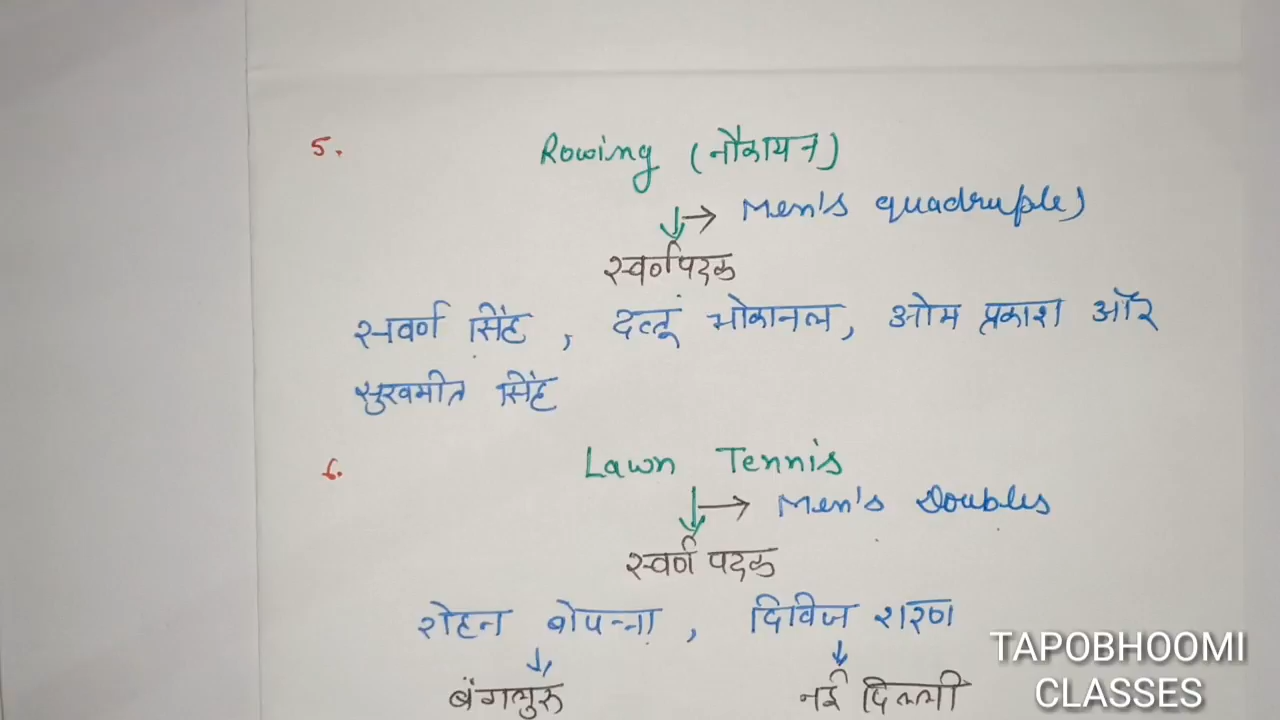 5. Rowing (नौकायन)
Men's quadruple)
स्वर्णपदक
सवर्ण सिंह, दत्तूं भोकानल, ओम प्रकाश और
सुखमीत सिंह
6. Lawn Tennis
Men's Doubles
स्वर्ण पदक
रोहन बोपन्ना, दिविज शरण
बंगलुरु नई दिल्ली
TAPOBHOOMI
CLASSES